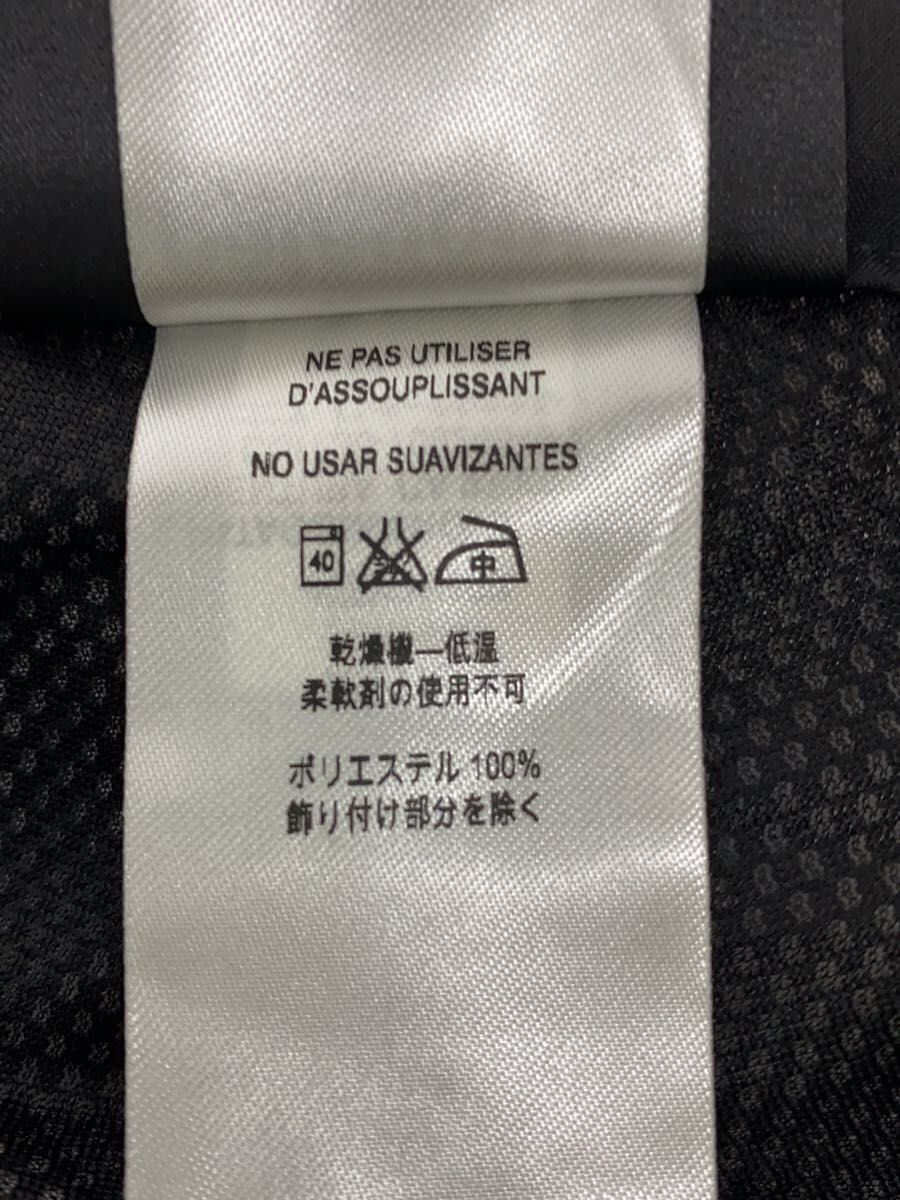 NE PAS UTILISER
D'ASSOUPLISSANT
NO USAR SUAVIZANTES
40 中
乾燥機—低温
柔軟剤の使用不可
ポリエステル 100%
飾り付け部分を除く